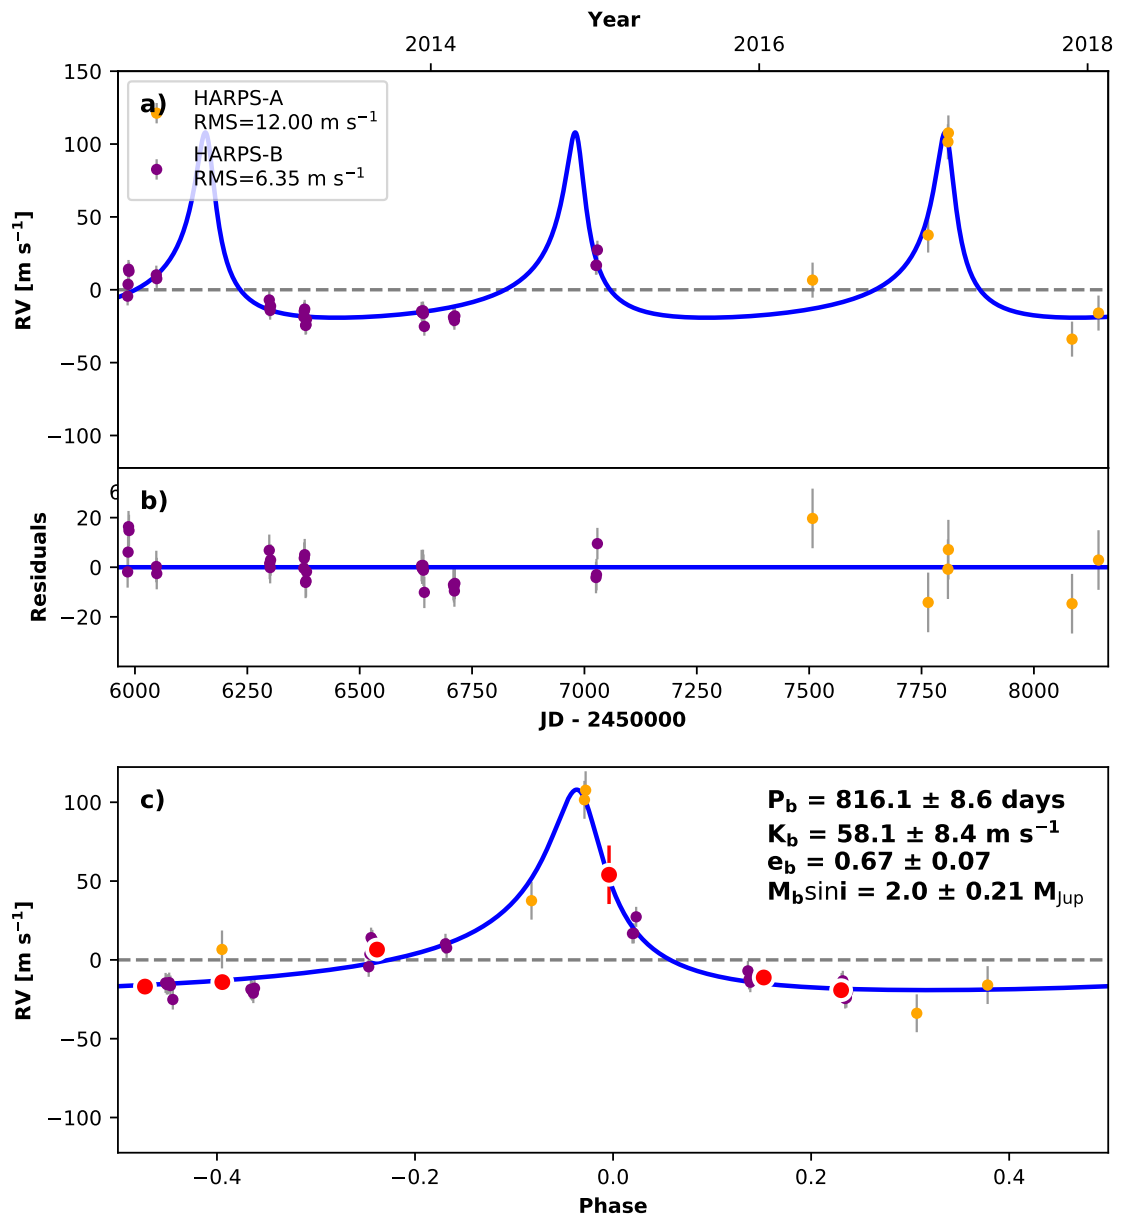 Year
2014 2016 2018
150
100
50
0
−50
−100
RV [m s⁻¹]
a)
HARPS-A
RMS=12.00 m s⁻¹
HARPS-B
RMS=6.35 m s⁻¹
b)
20
0
−20
Residuals
6000 6250 6500 6750 7000 7250 7500 7750 8000
JD - 2450000
c)
P_b = 816.1 ± 8.6 days
K_b = 58.1 ± 8.4 m s⁻¹
e_b = 0.67 ± 0.07
M_b sin i = 2.0 ± 0.21 M_Jup
100
50
0
−50
−100
RV [m s⁻¹]
−0.4 −0.2 0.0 0.2 0.4
Phase